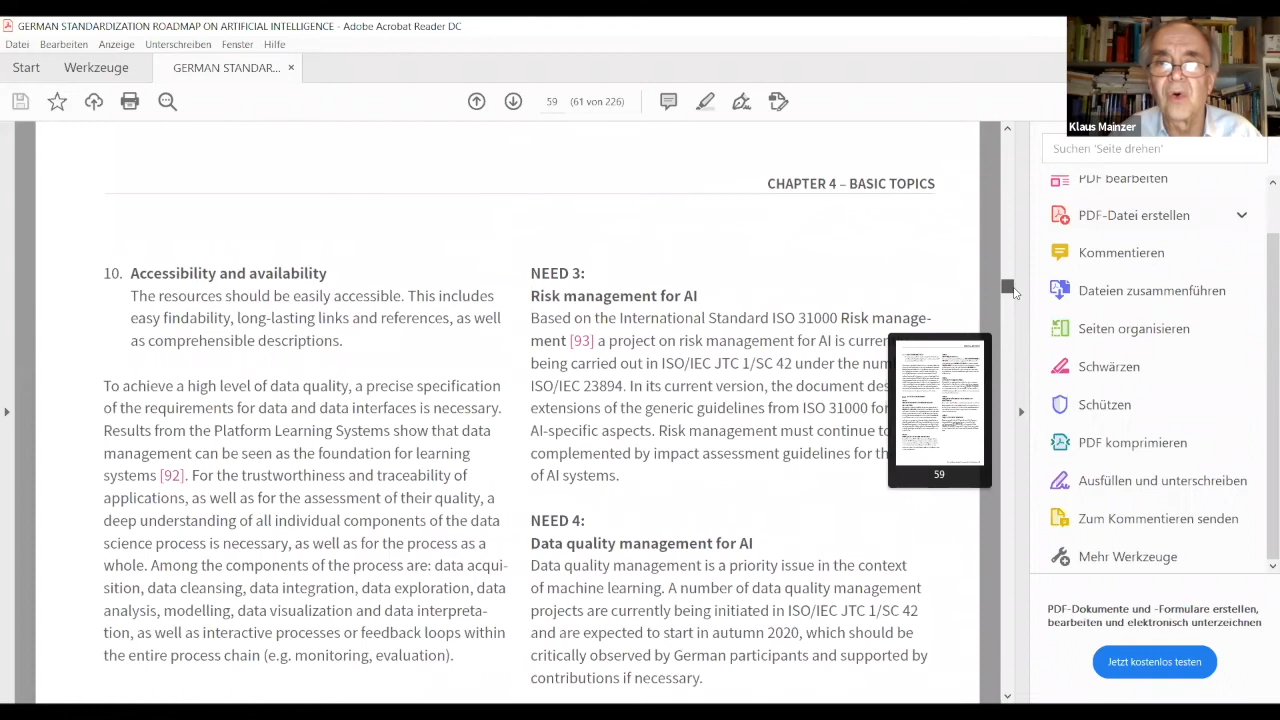 GERMAN STANDARDIZATION ROADMAP ON ARTIFICIAL INTELLIGENCE - Adobe Acrobat Reader DC
Datei Bearbeiten Anzeige Unterschreiben Fenster Hilfe
Start Werkzeuge GERMAN STANDAR... ×
59 (61 von 226)
Klaus Mainzer
CHAPTER 4 – BASIC TOPICS
10. Accessibility and availability
The resources should be easily accessible. This includes
easy findability, long-lasting links and references, as well
as comprehensible descriptions.
To achieve a high level of data quality, a precise specification
of the requirements data and data interfaces is necessary.
Results from the Pl Learning Systems show that data
management can be seen as the foundation for learning
systems [92]. For the trustworthiness and traceability of
applications, as well as for the assessment of their quality, a
deep understanding of all individual components of the data
science process is necessary, as well as for the process as a
whole. Among the components of the process are: data acqui-
sition, data cleansing, data integration, data exploration, data
analysis, modelling, data visualization and data interpreta-
tion, as well as interactive processes or feedback loops within
the entire process chain (e.g. monitoring, evaluation).
NEED 3:
Risk management for AI
Based on the International Standard ISO 31000 Risk manage-
ment [93] a project on risk management for AI is curren
being carried out in ISO/IEC JTC 1/SC 42 under the num
ISO/IEC 23894. In its current version, the document des
extensions of the generic guidelines from ISO 31000 for
AI-specific aspects. Risk management must continue to
complemented by impact assessment guidelines for th
of AI systems.
NEED 4:
Data quality management for AI
Data quality management is a priority issue in the context
of machine learning. A number of data quality management
projects are currently being initiated in ISO/IEC JTC 1/SC 42
and are expected to start in autumn 2020, which should be
critically observed by German participants and supported by
contributions if necessary.
59
Suchen 'Seite drehen'
PDF bearbeiten
PDF-Datei erstellen
Kommentieren
Dateien zusammenführen
Seiten organisieren
Schwärzen
Schützen
PDF komprimieren
Ausfüllen und unterschreiben
Zum Kommentieren senden
Mehr Werkzeuge
PDF-Dokumente und -Formulare erstellen,
bearbeiten und elektronisch unterzeichnen
Jetzt kostenlos testen